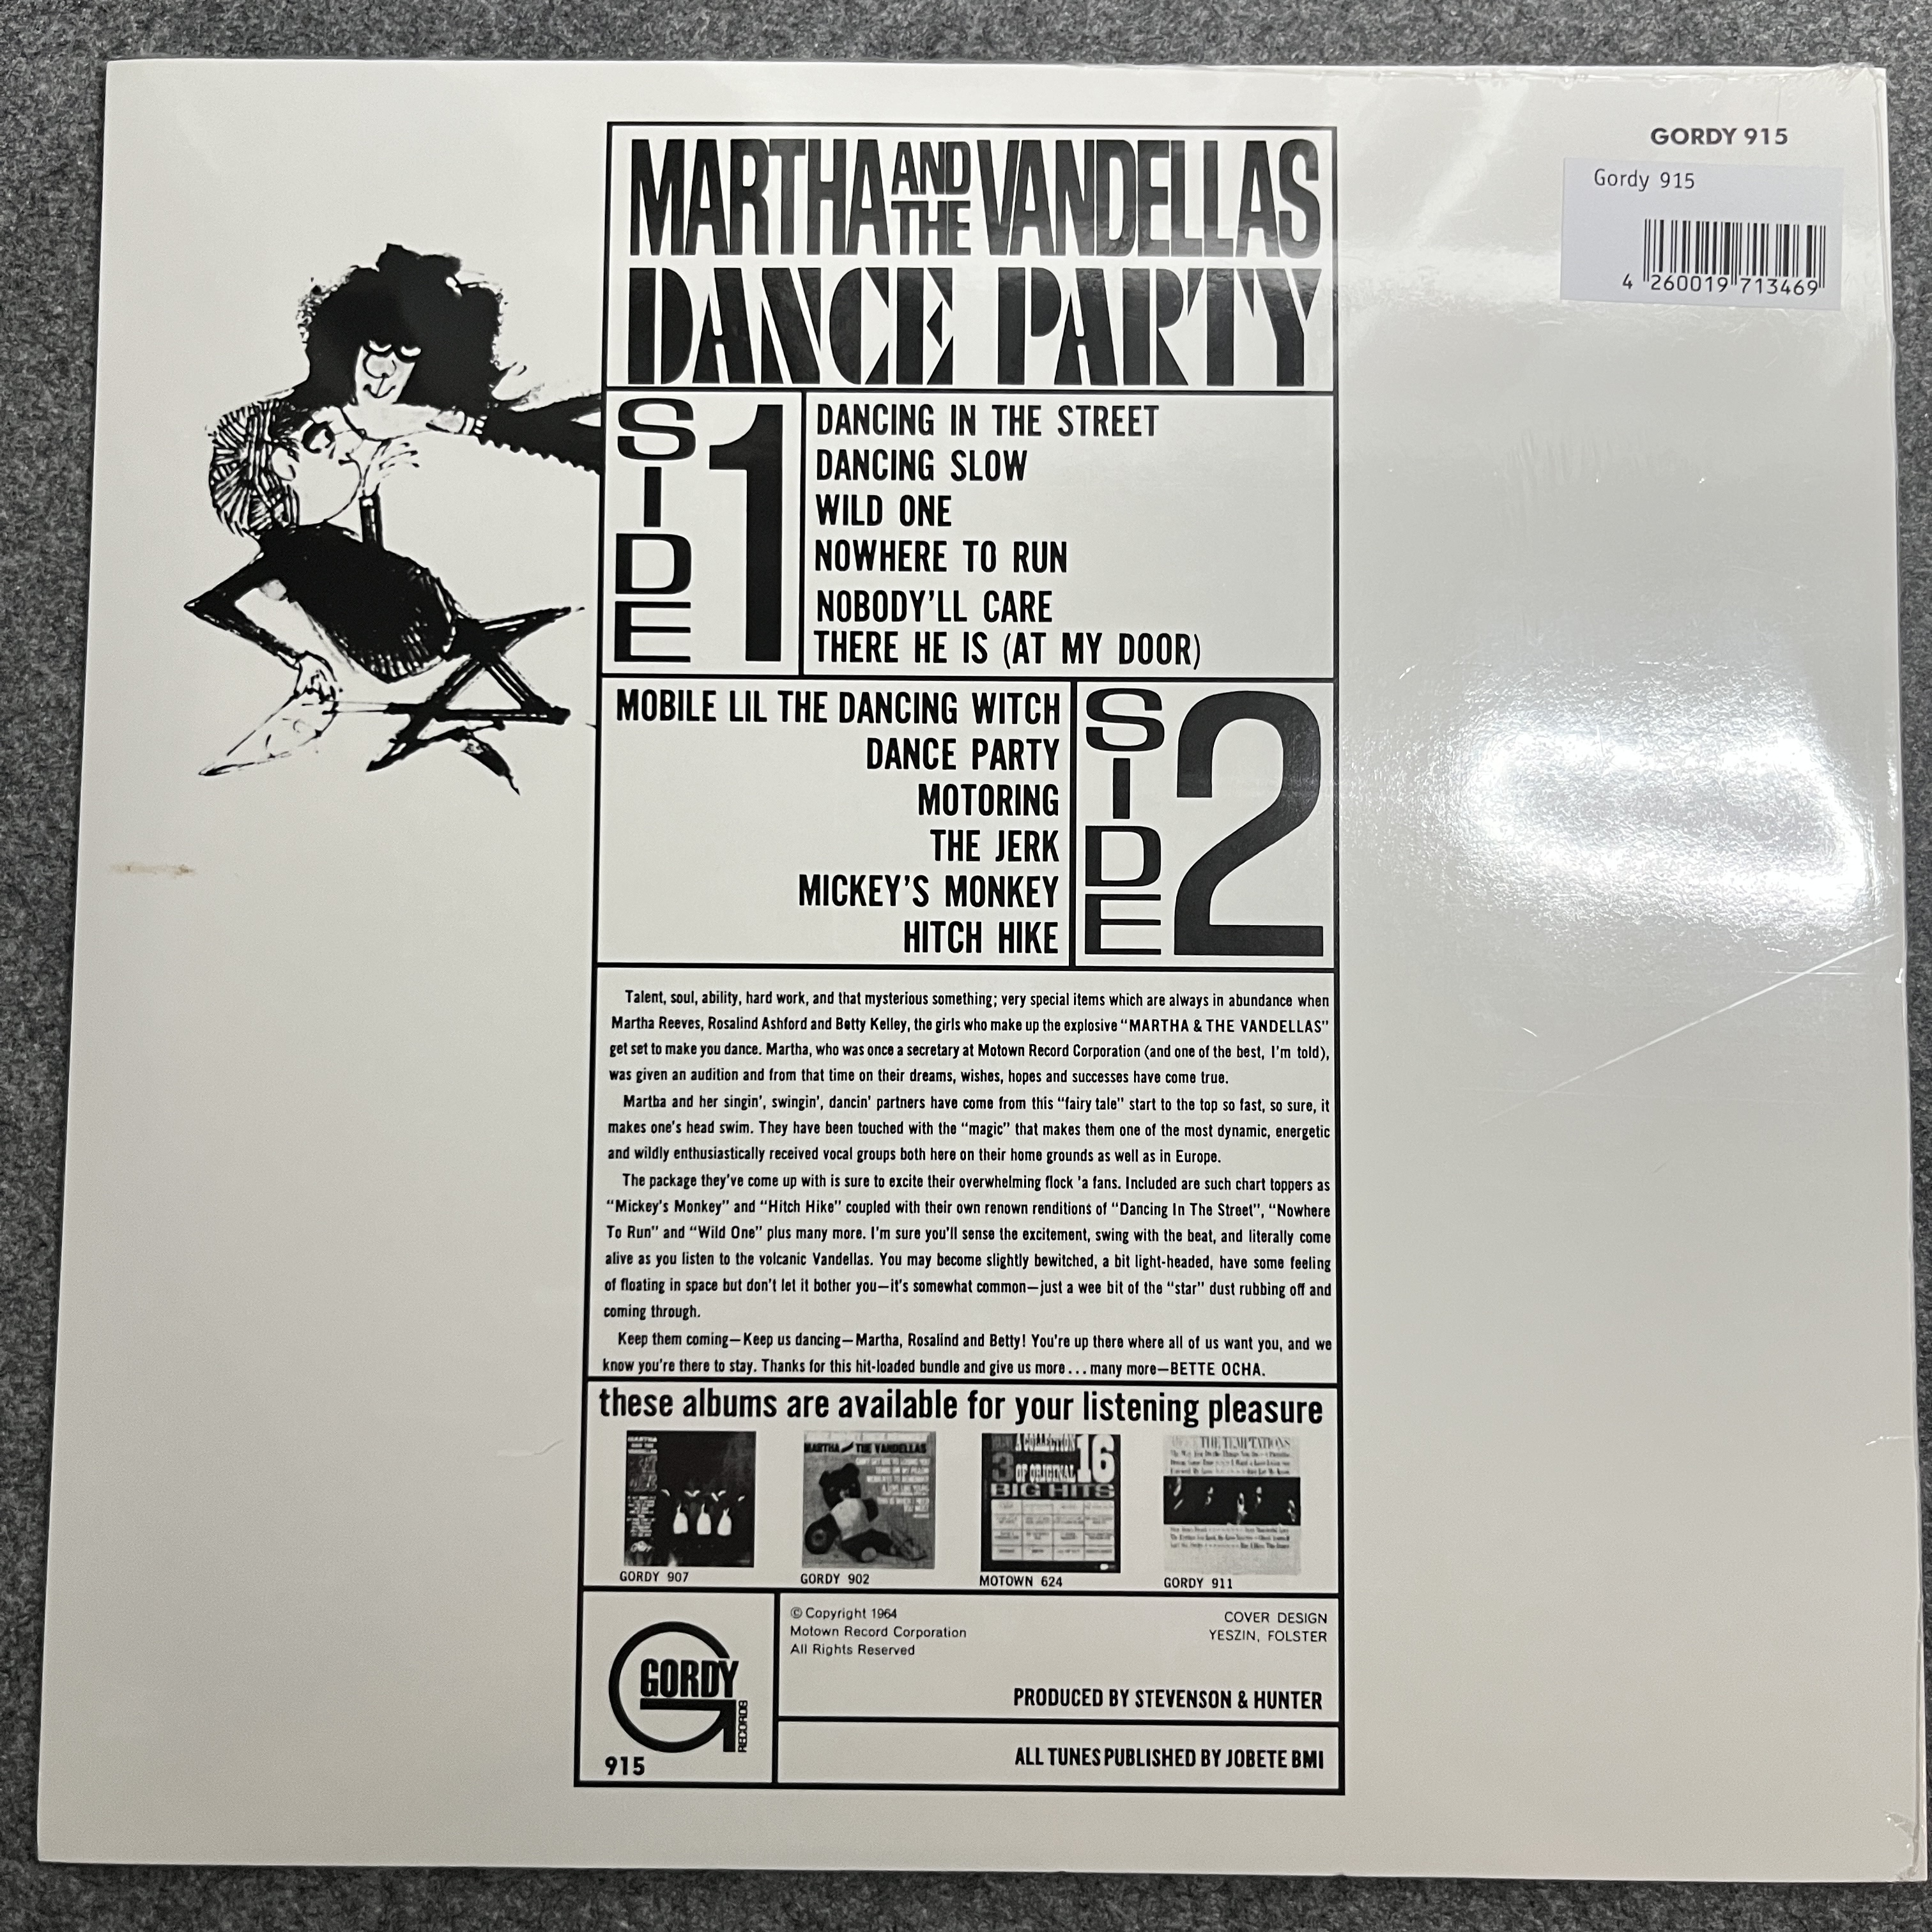 GORDY 915
Gordy 915
4 260019 713469
MARTHA AND THE VANDELLAS
DANCE PARTY
SIDE 1
DANCING IN THE STREET
DANCING SLOW
WILD ONE
NOWHERE TO RUN
NOBODY'LL CARE
THERE HE IS (AT MY DOOR)
SIDE 2
MOBILE LIL THE DANCING WITCH
DANCE PARTY
MOTORING
THE JERK
MICKEY'S MONKEY
HITCH HIKE
Talent, soul, ability, hard work, and that mysterious something; very special items which are always in abundance when
Martha Reeves, Rosalind Ashford and Betty Kelley, the girls who make up the explosive "MARTHA & THE VANDELLAS"
get set to make you dance. Martha, who was once a secretary at Motown Record Corporation (and one of the best, I'm told),
was given an audition and from that time on their dreams, wishes, hopes and successes have come true.
Martha and her singin', swingin', dancin' partners have come from this "fairy tale" start to the top so fast, so sure, it
makes one's head swim. They have been touched with the "magic" that makes them one of the most dynamic, energetic
and wildly enthusiastically received vocal groups both here on their home grounds as well as in Europe.
The package they've come up with is sure to excite their overwhelming flock 'a fans. Included are such chart toppers as
"Mickey's Monkey" and "Hitch Hike" coupled with their own renown renditions of "Dancing In The Street", "Nowhere
To Run" and "Wild One" plus many more. I'm sure you'll sense the excitement, swing with the beat, and literally come
alive as you listen to the volcanic Vandellas. You may become slightly bewitched, a bit light-headed, have some feeling
of floating in space but don't let it bother you—it's somewhat common—just a wee bit of the "star" dust rubbing off and
coming through.
Keep them coming—Keep us dancing—Martha, Rosalind and Betty! You're up there where all of us want you, and we
know you're there to stay. Thanks for this hit-loaded bundle and give us more...many more—BETTE OCHA.
these albums are available for your listening pleasure
MARTHA THE VANDELLAS
A COLLECTION
3 OF ORIGINAL 16
BIG HITS
THE TEMPTATIONS
GORDY 907
GORDY 902
MOTOWN 624
GORDY 911
GORDY
RECORDS
915
© Copyright 1964
Motown Record Corporation
All Rights Reserved
COVER DESIGN
YESZIN, FOLSTER
PRODUCED BY STEVENSON & HUNTER
ALL TUNES PUBLISHED BY JOBETE BMI